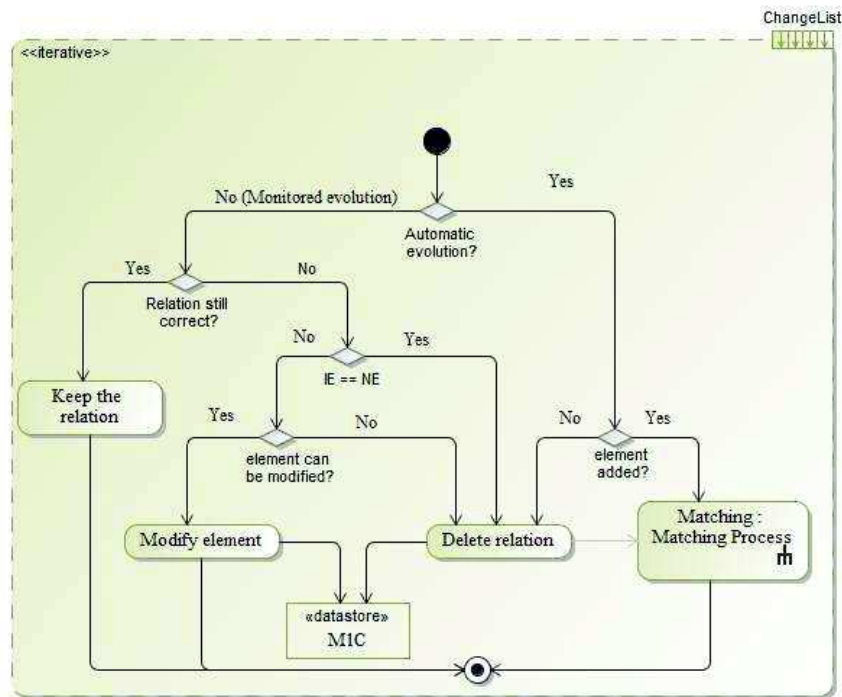 ChangeList
<<iterative>>
Yes
No (Monitored evolution)
Automatic
evolution?
Yes
No
Relation still
correct?
No
Yes
IE == NE
Keep the
relation
Yes
No
No
Yes
element can
be modified?
element
added?
Modify element
Delete relation
Matching :
Matching Process
«datastore»
M1C